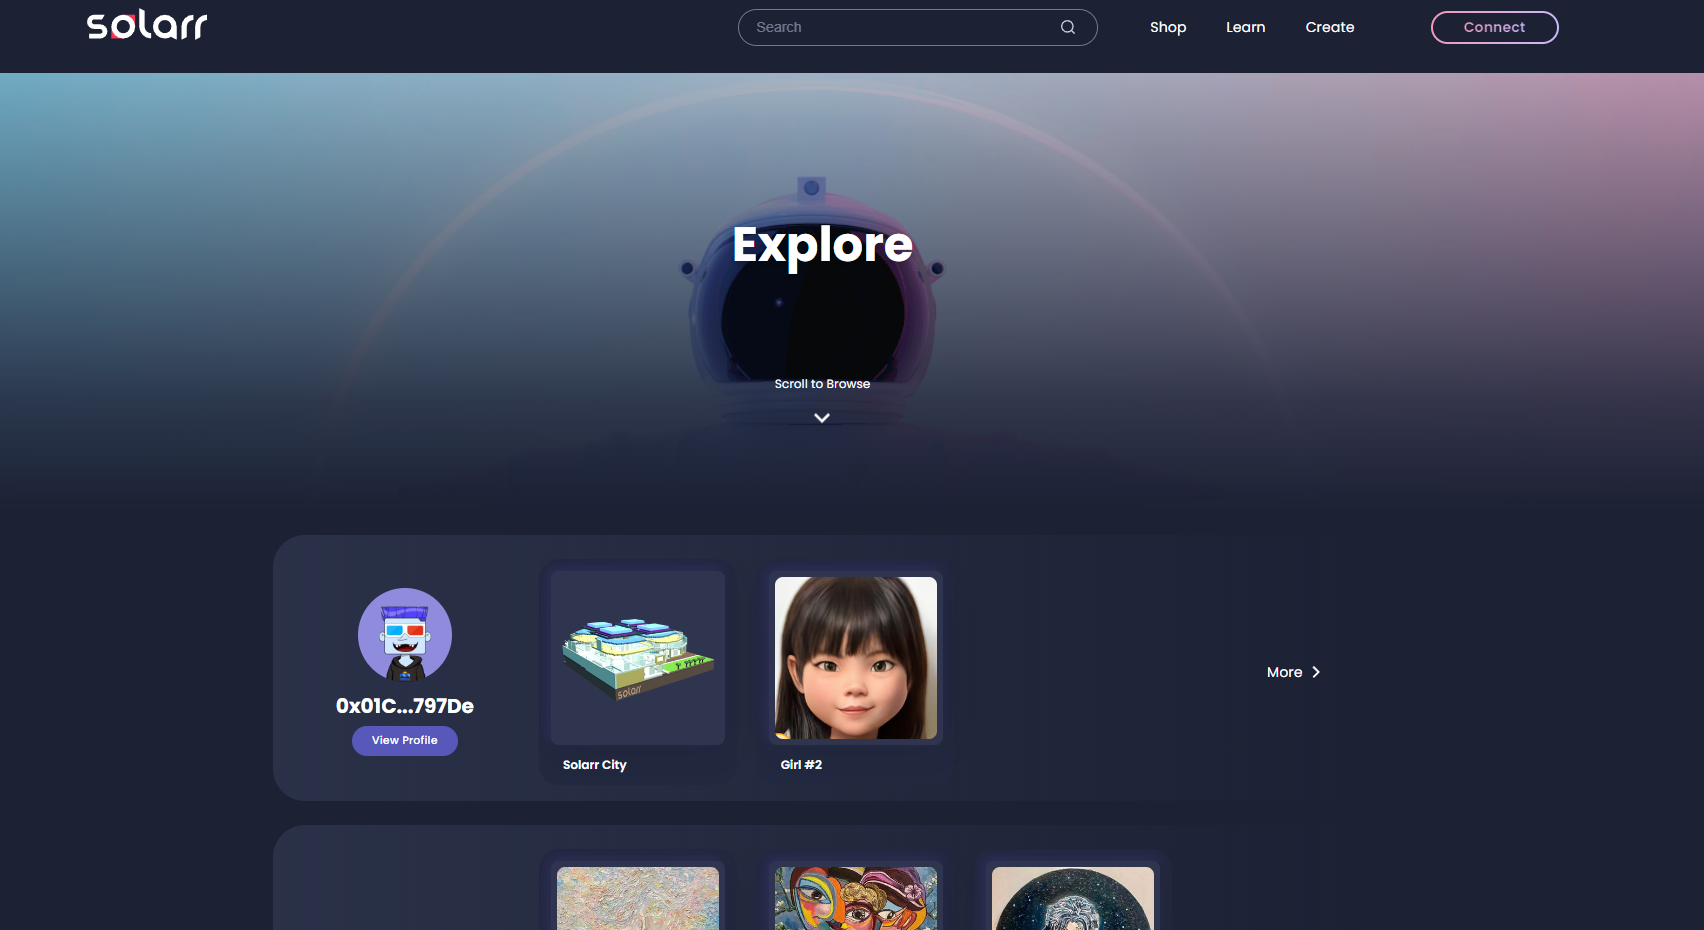 solarr
Search
Shop
Learn
Create
Connect
Explore
Scroll to Browse
solarr
0x01C...797De
View Profile
Solarr City
Girl #2
More